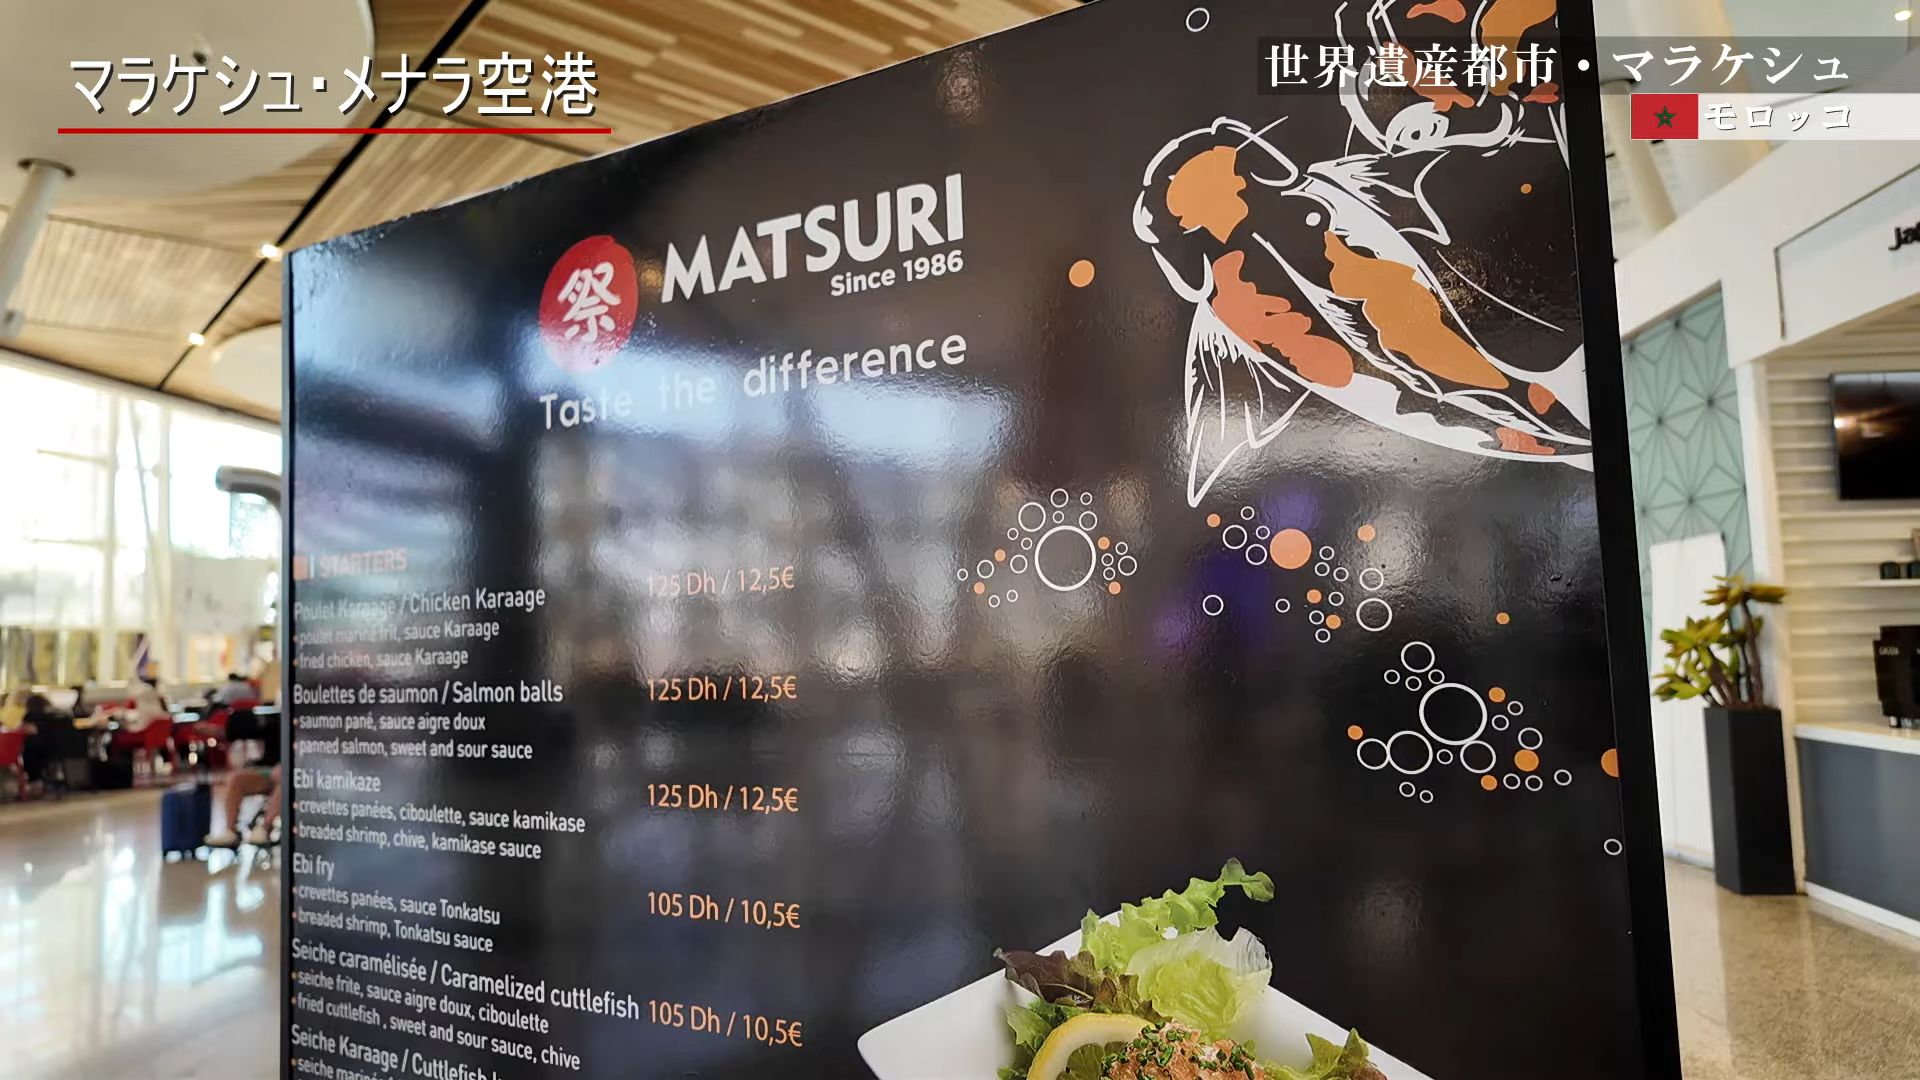 マラケシュ・メナラ空港
世界遺産都市・マラケシュ
モロッコ
祭 MATSURI
Since 1986
Taste the difference
STARTERS
Poulet Karaage / Chicken Karaage 125 Dh / 12,5€
•poulet mariné frit, sauce Karaage
•fried chicken, sauce Karaage
Boulettes de saumon / Salmon balls 125 Dh / 12,5€
•saumon pané, sauce aigre doux
•panned salmon, sweet and sour sauce
Ebi kamikaze 125 Dh / 12,5€
•crevettes panées, ciboulette, sauce kamikase
•breaded shrimp, chive, kamikase sauce
Ebi fry 105 Dh / 10,5€
•crevettes panées, sauce Tonkatsu
•breaded shrimp, Tonkatsu sauce
Seiche caramélisée / Caramelized cuttlefish 105 Dh / 10,5€
•seiche frite, sauce aigre doux, ciboulette
•fried cuttlefish , sweet and sour sauce, chive
Seiche Karaage / Cuttlefish
•seiche